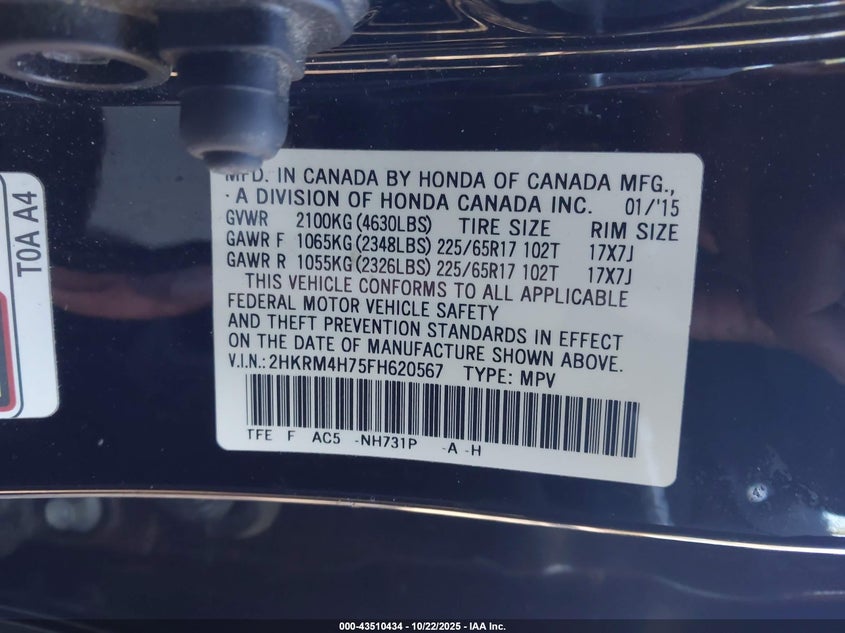 T0A A4
MFD. IN CANADA BY HONDA OF CANADA MFG.,
A DIVISION OF HONDA CANADA INC. 01/'15
GVWR 2100KG (4630LBS) TIRE SIZE RIM SIZE
GAWR F 1065KG (2348LBS) 225/65R17 102T 17X7J
GAWR R 1055KG (2326LBS) 225/65R17 102T 17X7J
THIS VEHICLE CONFORMS TO ALL APPLICABLE
FEDERAL MOTOR VEHICLE SAFETY
AND THEFT PREVENTION STANDARDS IN EFFECT
ON THE DATE OF MANUFACTURE SHOWN ABOVE.
V.I.N.: 2HKRM4H75FH620567 TYPE: MPV
TFE F AC5 -NH731P -A -H
000-43510434 - 10/22/2025 - IAA Inc.